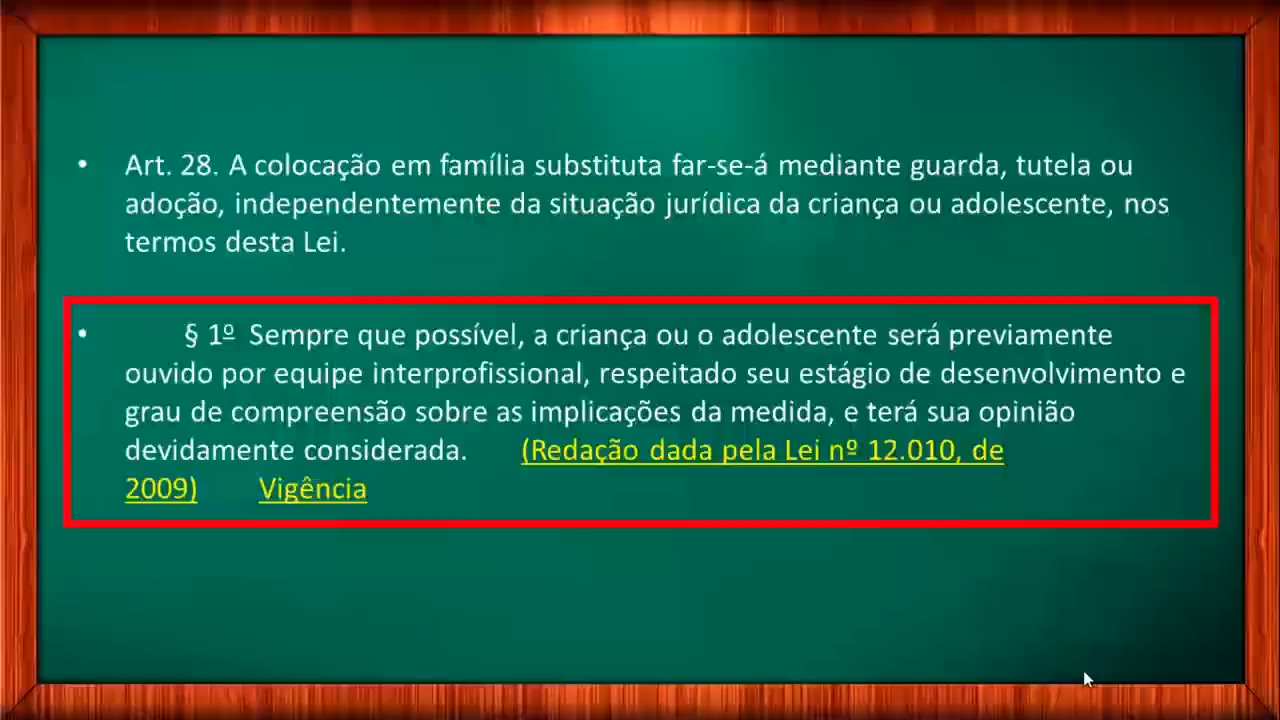 • Art. 28. A colocação em família substituta far-se-á mediante guarda, tutela ou
adoção, independentemente da situação jurídica da criança ou adolescente, nos
termos desta Lei.
• § 1º Sempre que possível, a criança ou o adolescente será previamente
ouvido por equipe interprofissional, respeitado seu estágio de desenvolvimento e
grau de compreensão sobre as implicações da medida, e terá sua opinião
devidamente considerada. (Redação dada pela Lei nº 12.010, de
2009) Vigência